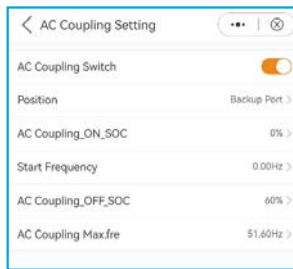 AC Coupling Setting
AC Coupling Switch
Position Backup Port
AC Coupling_ON_SOC 0%
Start Frequency 0.00Hz
AC Coupling_OFF_SOC 60%
AC Coupling Max.fre 51.60Hz